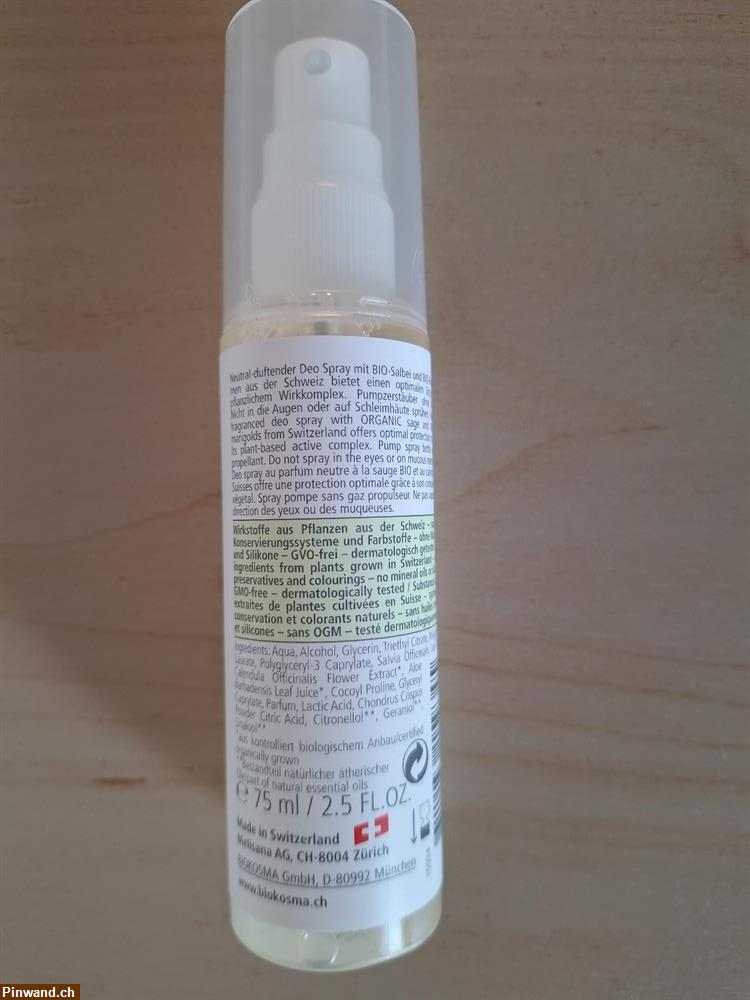 Neutral-duftender Deo Spray mit BIO-Salbei und
men aus der Schweiz bietet einen optimalen
pflanzlichem Wirkkomplex. Pumpzerstäuber
Nicht in die Augen oder auf Schleimhäute sprühen.
fragranced deo spray with ORGANIC sage and
marigolds from Switzerland offers optimal protection
its plant-based active complex. Pump spray
propellant. Do not spray in the eyes or on mucous
Deo spray au parfum neutre à la sauge BIO et au
Suisses offre une protection optimale grâce à son
végétal. Spray pompe sans gaz propulseur. Ne pas
direction des yeux ou des muqueuses.
Wirkstoffe aus Pflanzen aus der Schweiz –
Konservierungssysteme und Farbstoffe – ohne
und Silikone – GVO-frei – dermatologisch
ingredients from plants grown in Switzerland
preservatives and colourings – no mineral oils or
GMO-free – dermatologically tested /
extraites de plantes cultivées en Suisse –
conservation et colorants naturels – sans
et silicones – sans OGM – testé
Ingredients: Aqua, Alcohol, Glycerin, Triethyl Citrate,
Laurate, Polyglyceryl-3 Caprylate, Salvia Officinalis
Calendula Officinalis Flower Extract*, Aloe
Barbadensis Leaf Juice*, Cocoyl Proline, Glyceryl
Caprylate, Parfum, Lactic Acid, Chondrus Crispus
Powder Citric Acid, Citronellol**, Geraniol**,
Linalool**
*aus kontrolliert biologischem Anbau/certified
organically grown
**Bestandteil natürlicher ätherischer
Öle/part of natural essential oils
℮ 75 ml / 2.5 FL.OZ.
Made in Switzerland
Melisana AG, CH-8004 Zürich
BIOKOSMA GmbH, D-80992 München
www.biokosma.ch
Pinwand.ch